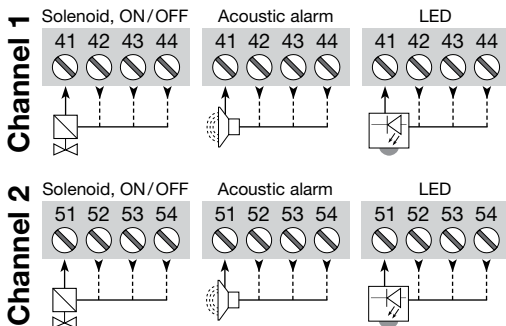 Channel 1
Solenoid, ON/OFF Acoustic alarm LED
41 42 43 44 41 42 43 44 41 42 43 44
Channel 2
Solenoid, ON/OFF Acoustic alarm LED
51 52 53 54 51 52 53 54 51 52 53 54